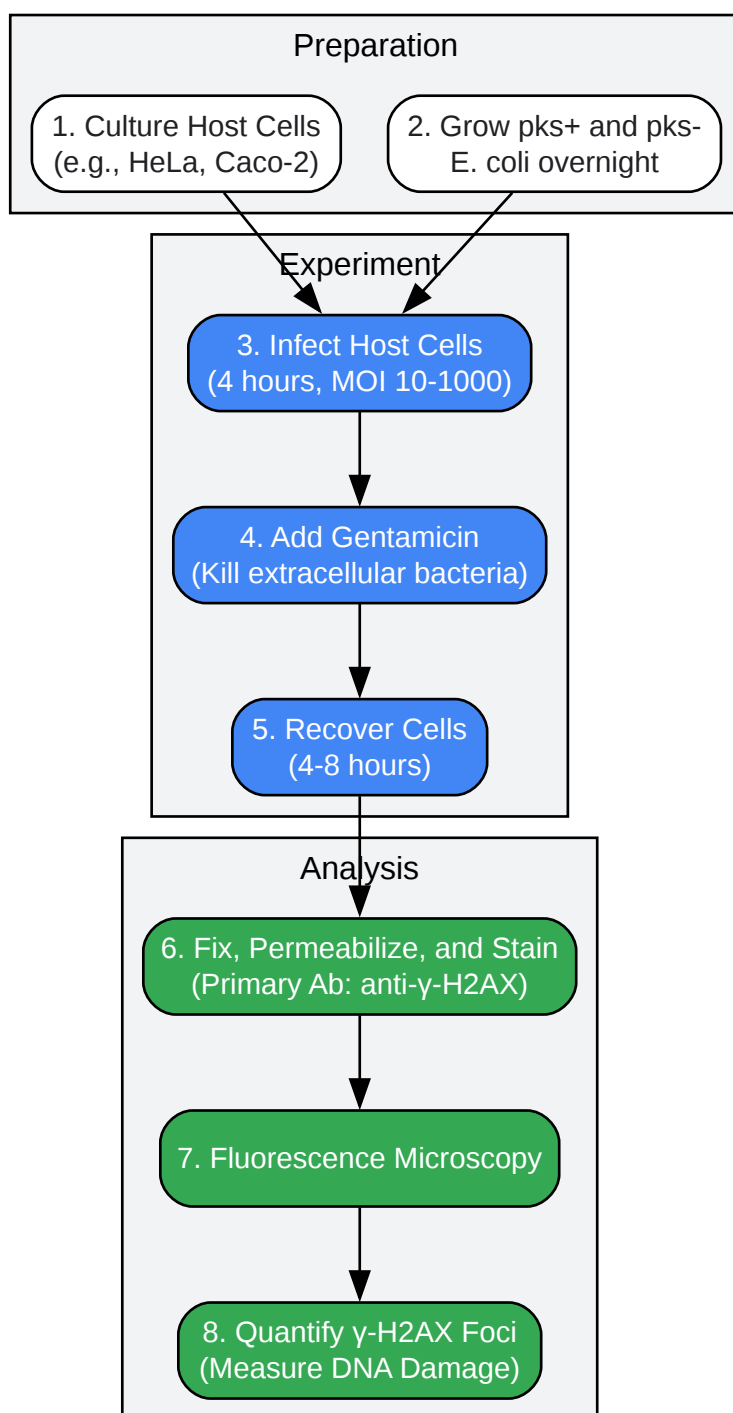 Preparation
1. Culture Host Cells
(e.g., HeLa, Caco-2)
2. Grow pks+ and pks-
E. coli overnight
Experiment
3. Infect Host Cells
(4 hours, MOI 10-1000)
4. Add Gentamicin
(Kill extracellular bacteria)
5. Recover Cells
(4-8 hours)
Analysis
6. Fix, Permeabilize, and Stain
(Primary Ab: anti-γ-H2AX)
7. Fluorescence Microscopy
8. Quantify γ-H2AX Foci
(Measure DNA Damage)